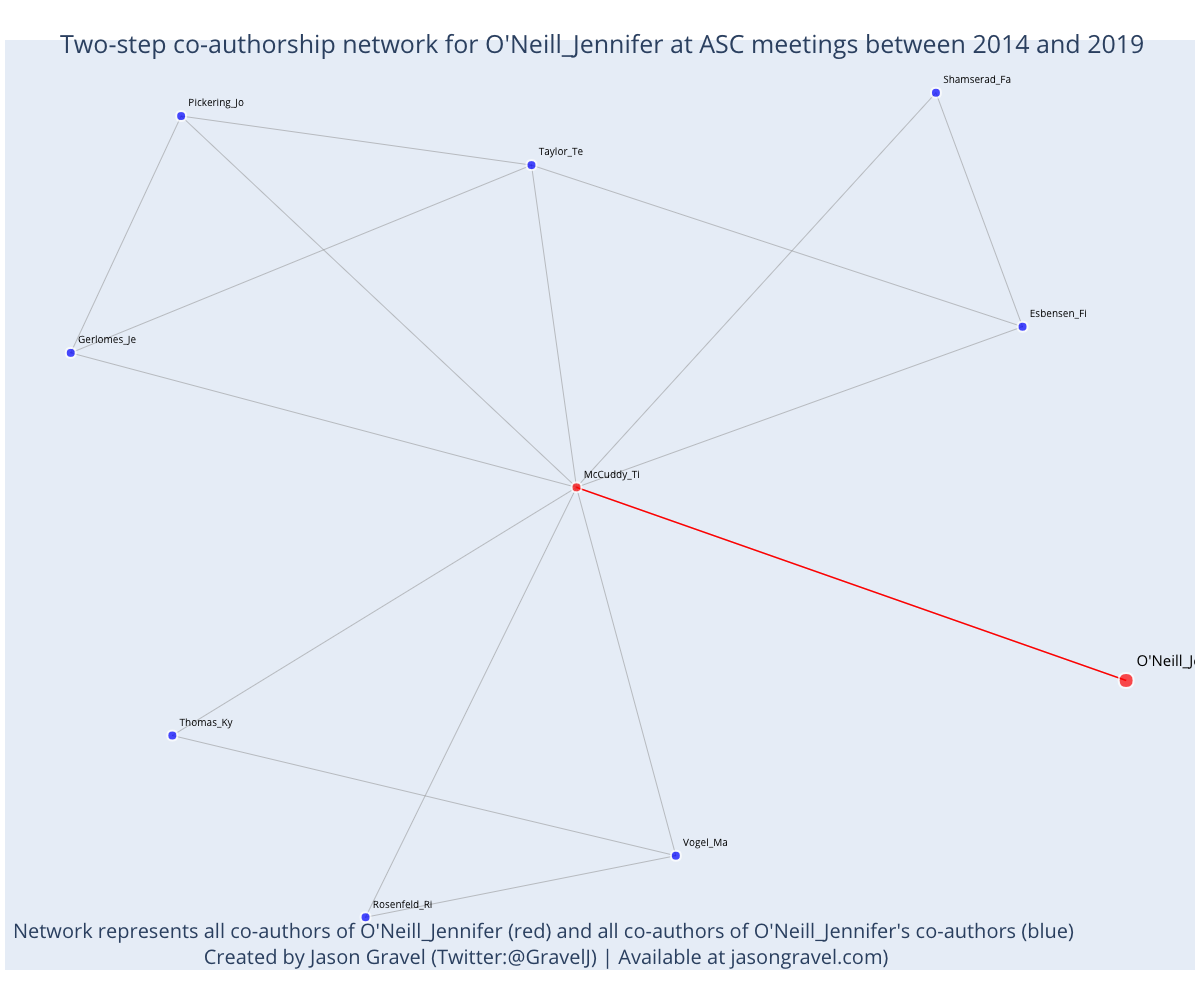 Two-step co-authorship network for O'Neill_Jennifer at ASC meetings between 2014 and 2019
Shamserad_Fa
Pickering_Jo
Taylor_Te
Esbensen_Fi
Gerlomes_Je
McCuddy_Ti
O'Neill_Je
Thomas_Ky
Vogel_Ma
Rosenfeld_Ri
Network represents all co-authors of O'Neill_Jennifer (red) and all co-authors of O'Neill_Jennifer's co-authors (blue)
Created by Jason Gravel (Twitter:@GravelJ) | Available at jasongravel.com)